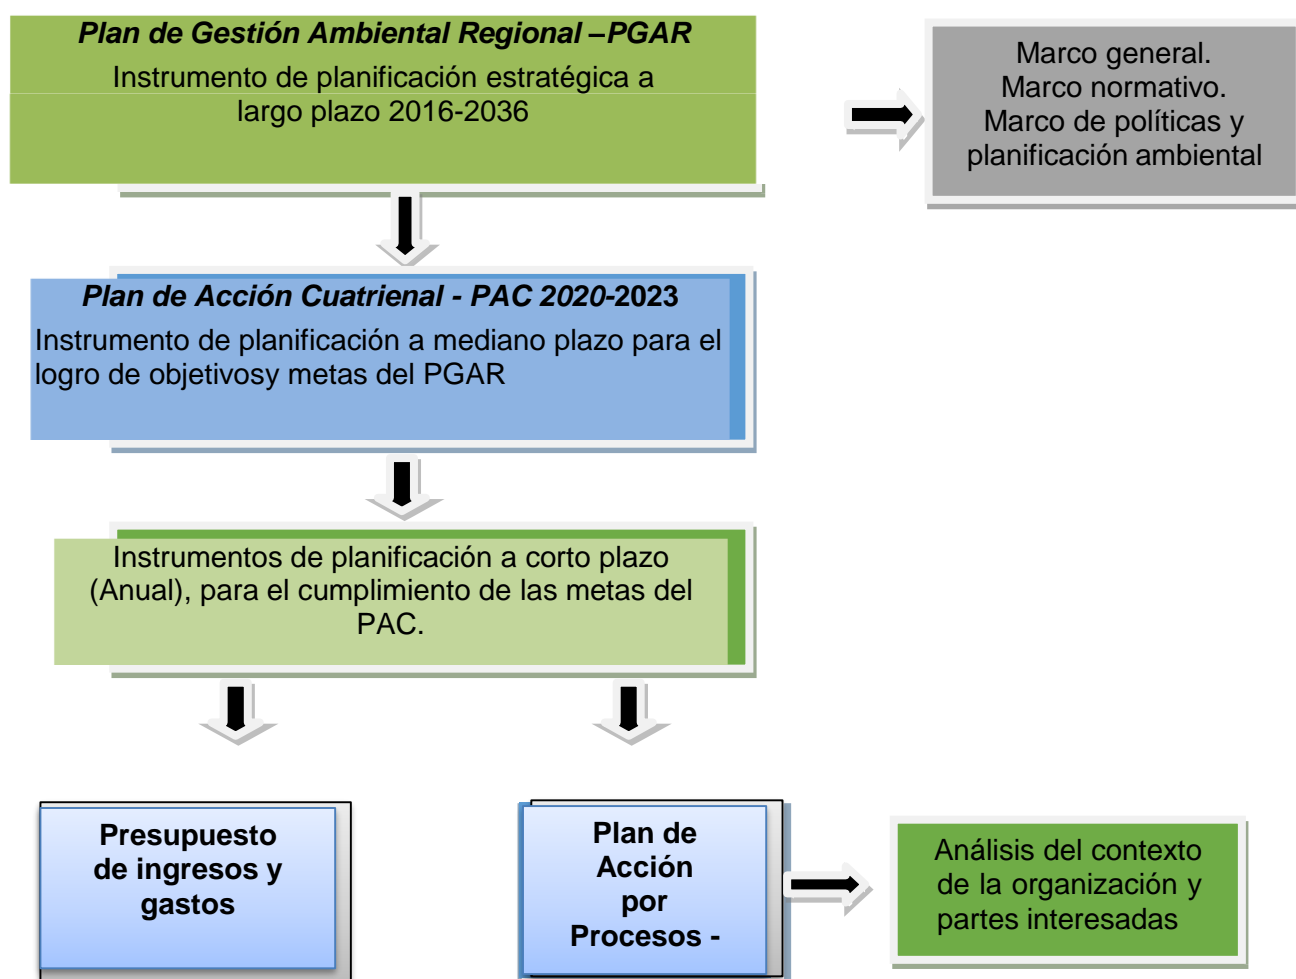 Plan de Gestión Ambiental Regional –PGAR
Instrumento de planificación estratégica a
largo plazo 2016-2036
Marco general.
Marco normativo.
Marco de políticas y
planificación ambiental
Plan de Acción Cuatrienal - PAC 2020-2023
Instrumento de planificación a mediano plazo para el
logro de objetivosy metas del PGAR
Instrumentos de planificación a corto plazo
(Anual), para el cumplimiento de las metas del
PAC.
Presupuesto
de ingresos y
gastos
Plan de
Acción
por
Procesos -
Análisis del contexto
de la organización y
partes interesadas